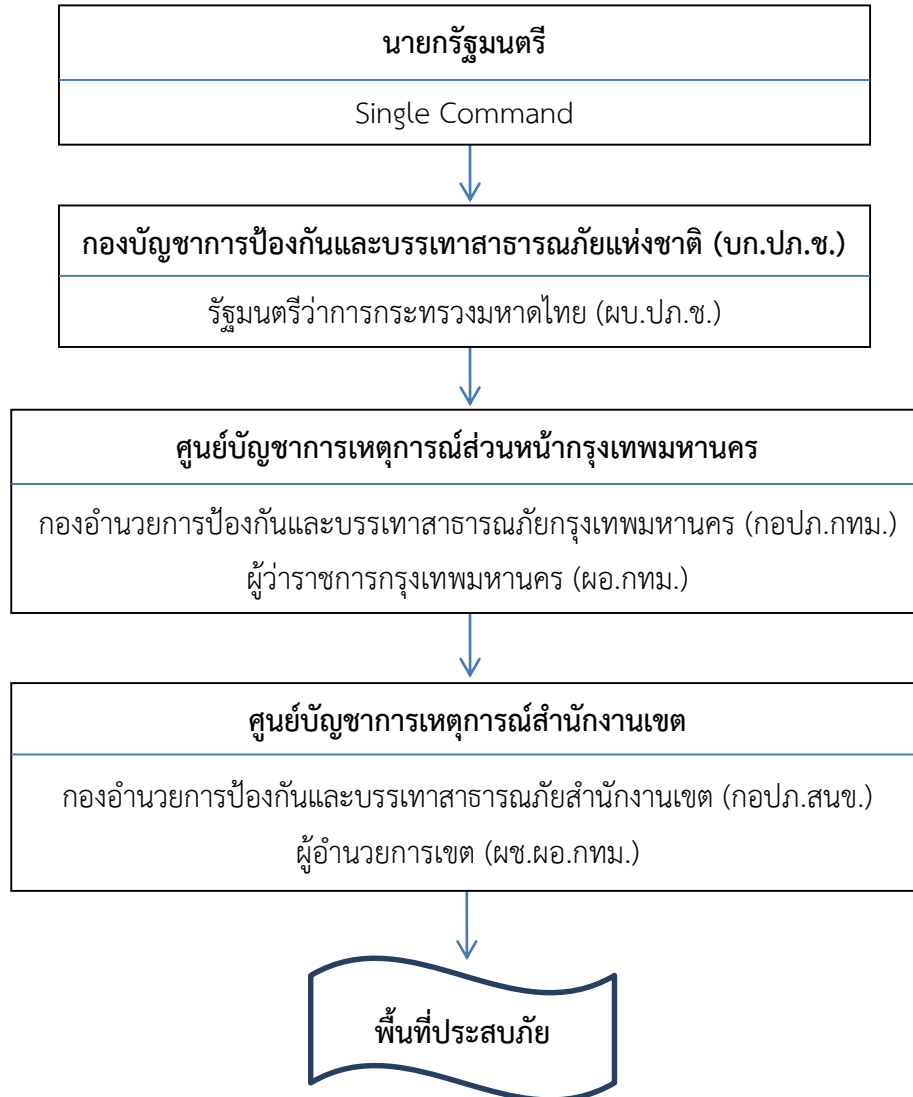 นายกรัฐมนตรี
Single Command
กองบัญชาการป้องกันและบรรเทาสาธารณภัยแห่งชาติ (บก.ปภ.ช.)
รัฐมนตรีว่าการกระทรวงมหาดไทย (ผบ.ปภ.ช.)
ศูนย์บัญชาการเหตุการณ์ส่วนหน้ากรุงเทพมหานคร
กองอำนวยการป้องกันและบรรเทาสาธารณภัยกรุงเทพมหานคร (กอปภ.กทม.)
ผู้ว่าราชการกรุงเทพมหานคร (ผอ.กทม.)
ศูนย์บัญชาการเหตุการณ์สำนักงานเขต
กองอำนวยการป้องกันและบรรเทาสาธารณภัยสำนักงานเขต (กอปภ.สนข.)
ผู้อำนวยการเขต (ผช.ผอ.กทม.)
พื้นที่ประสบภัย